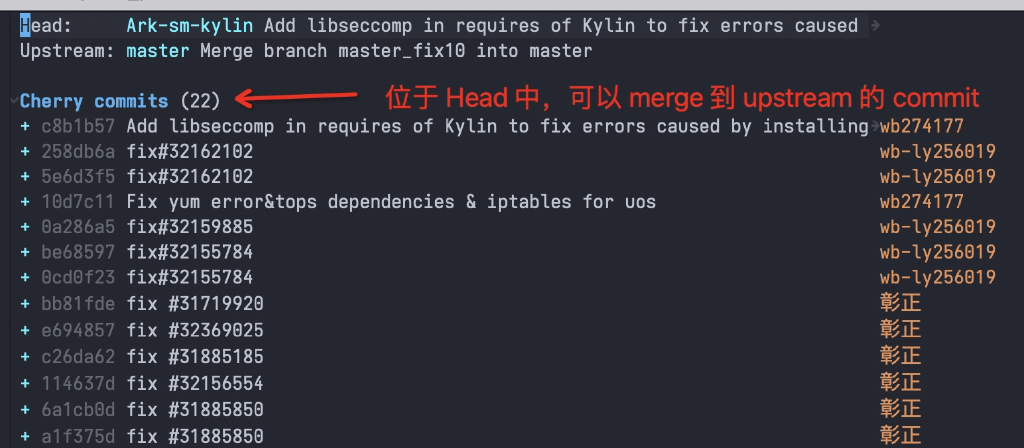 Head:     Ark-sm-kylin Add libseccomp in requires of Kylin to fix errors caused
Upstream: master Merge branch master_fix10 into master
Cherry commits (22) 位于 Head 中，可以 merge 到 upstream 的 commit
+ c8b1b57 Add libseccomp in requires of Kylin to fix errors caused by installing wb274177
+ 258db6a fix#32162102 wb-ly256019
+ 5e6d3f5 fix#32162102 wb-ly256019
+ 10d7c11 Fix yum error&tops dependencies & iptables for uos wb274177
+ 0a286a5 fix#32159885 wb-ly256019
+ be68597 fix#32155784 wb-ly256019
+ 0cd0f23 fix#32155784 wb-ly256019
+ bb81fde fix #31719920 彰正
+ e694857 fix #32369025 彰正
+ c26da62 fix #31885185 彰正
+ 114637d fix #32156554 彰正
+ 6a1cb0d fix #31885850 彰正
+ a1f375d fix #31885850 彰正